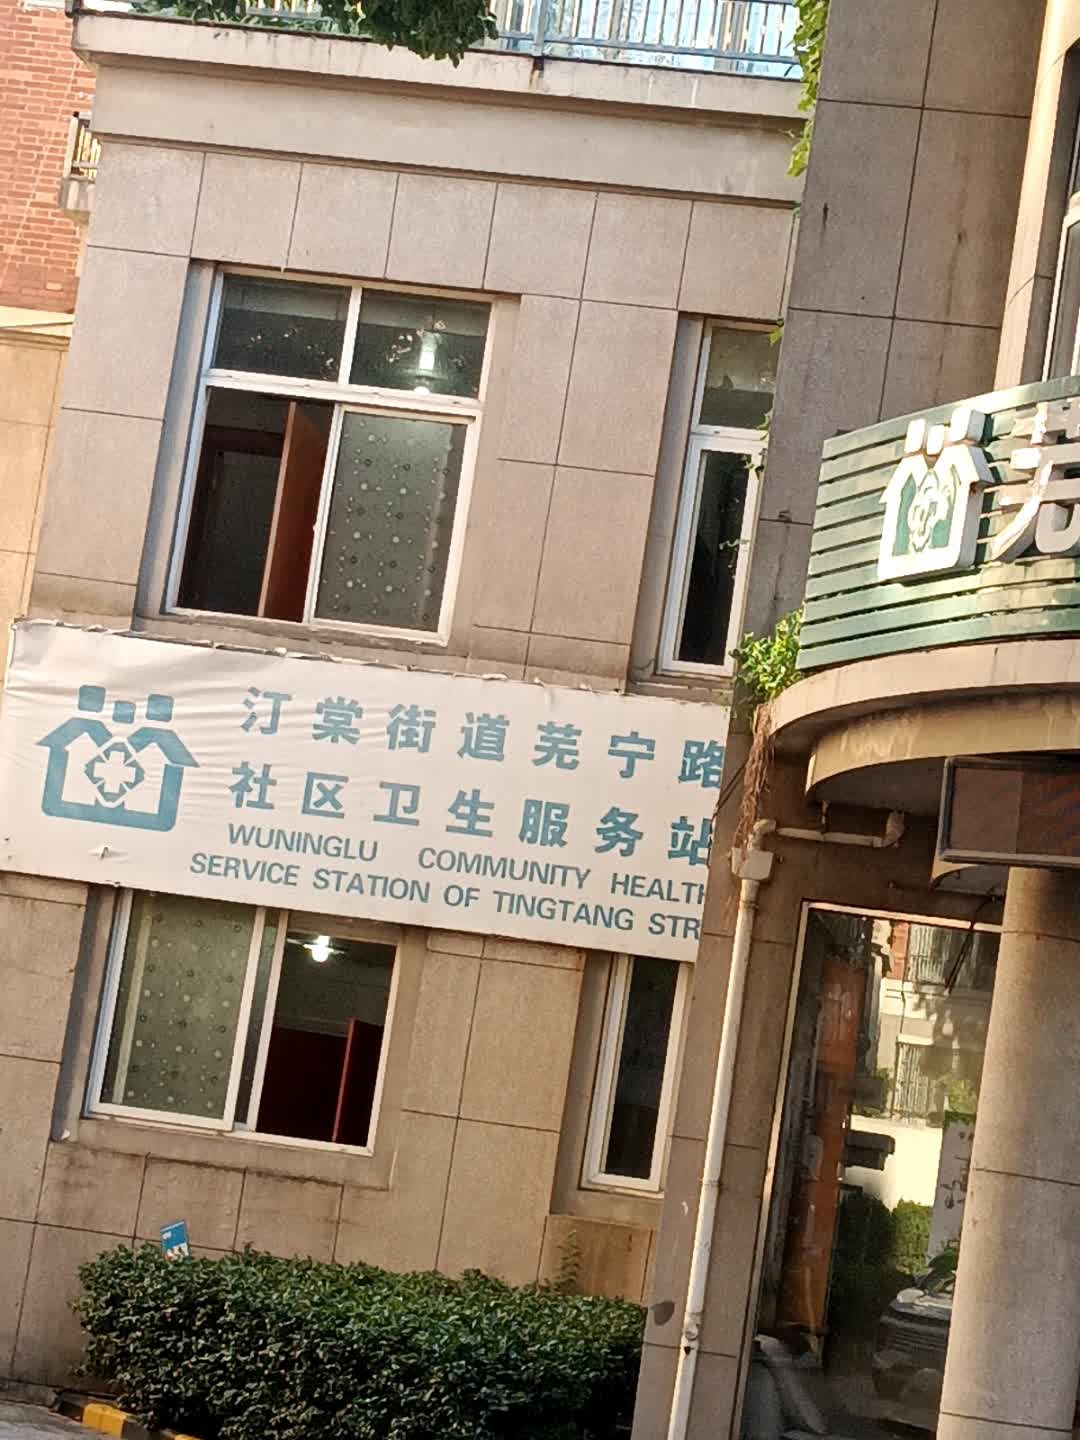 汀棠街道芜宁路
社区卫生服务站
WUNINGLU COMMUNITY HEALTH
SERVICE STATION OF TINGTANG STR
芜